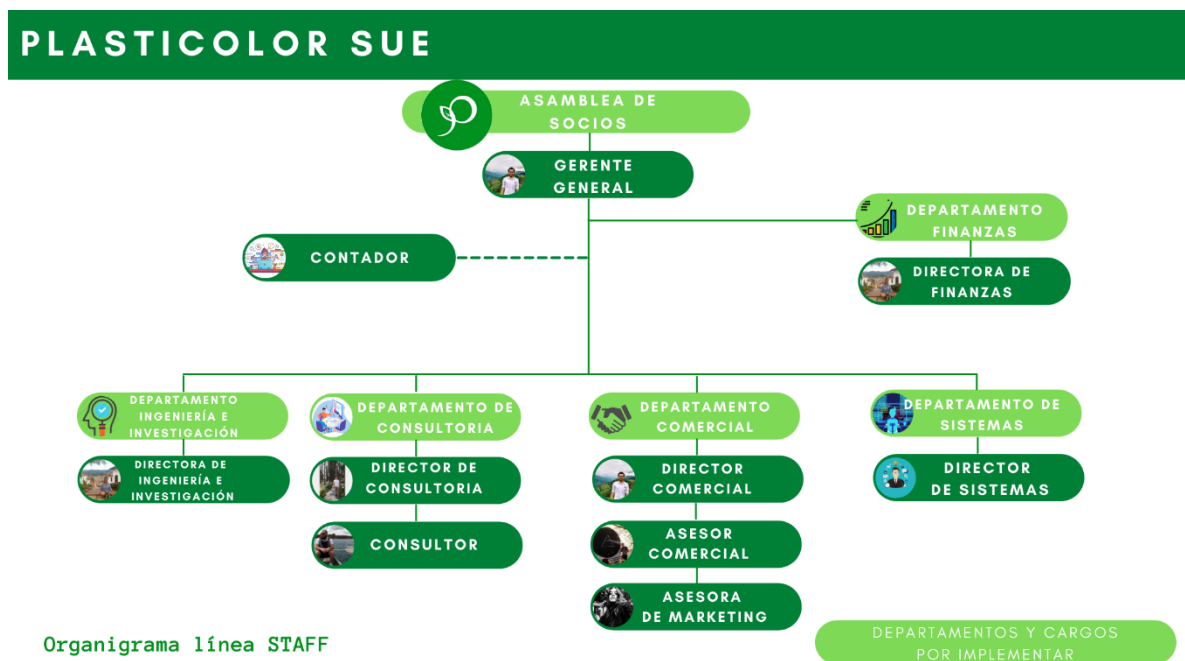 PLASTICOLOR SUE
ASAMBLEA DE
SOCIOS
GERENTE
GENERAL
DEPARTAMENTO
FINANZAS
CONTADOR
DIRECTORA DE
FINANZAS
DEPARTAMENTO
INGENIERÍA E
INVESTIGACIÓN
DIRECTORA DE
INGENIERÍA E
INVESTIGACIÓN
DEPARTAMENTO DE
CONSULTORIA
DIRECTOR DE
CONSULTORIA
CONSULTOR
DEPARTAMENTO
COMERCIAL
DIRECTOR
COMERCIAL
ASESOR
COMERCIAL
ASESORA
DE MARKETING
DEPARTAMENTO DE
SISTEMAS
DIRECTOR
DE SISTEMAS
Organigrama línea STAFF
DEPARTAMENTOS Y CARGOS
POR IMPLEMENTAR